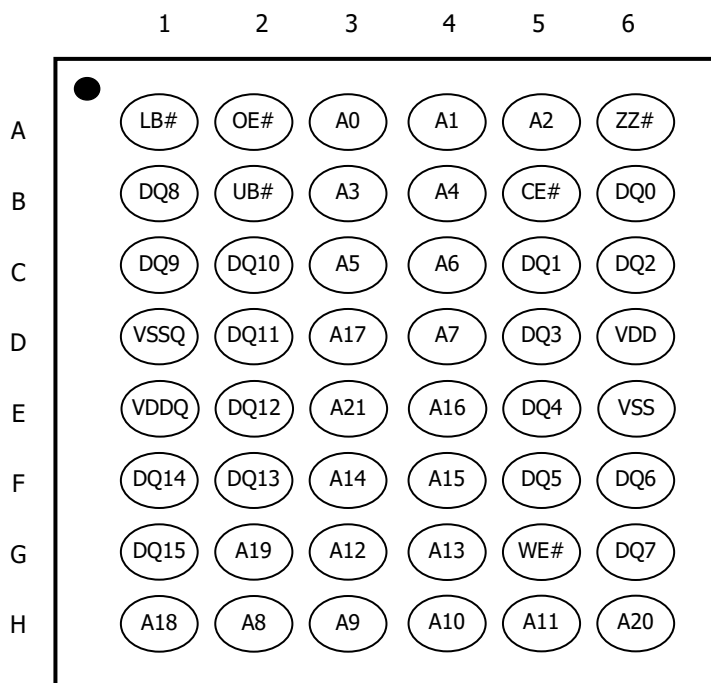 1 2 3 4 5 6
A LB# OE# A0 A1 A2 ZZ#
B DQ8 UB# A3 A4 CE# DQ0
C DQ9 DQ10 A5 A6 DQ1 DQ2
D VSSQ DQ11 A17 A7 DQ3 VDD
E VDDQ DQ12 A21 A16 DQ4 VSS
F DQ14 DQ13 A14 A15 DQ5 DQ6
G DQ15 A19 A12 A13 WE# DQ7
H A18 A8 A9 A10 A11 A20